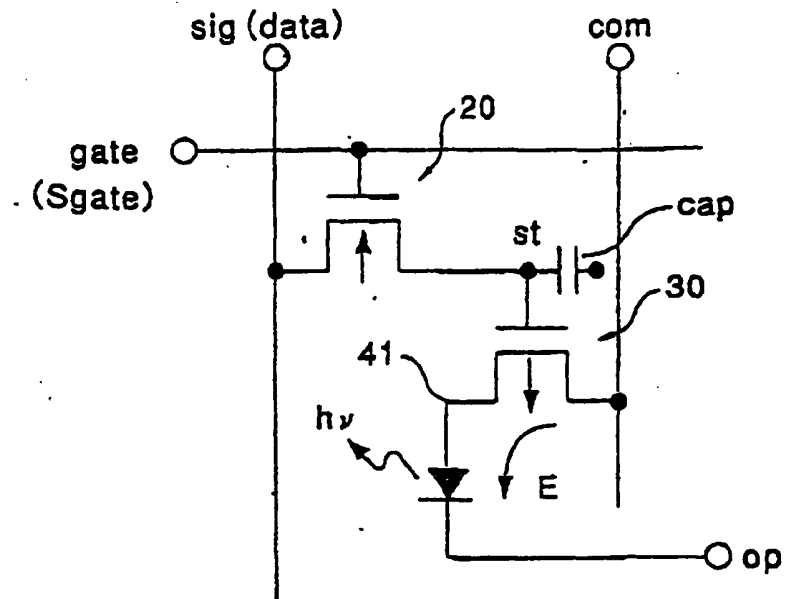 sig (data)
com
20
gate
(Sgate)
cap
st
30
41
hν
E
op